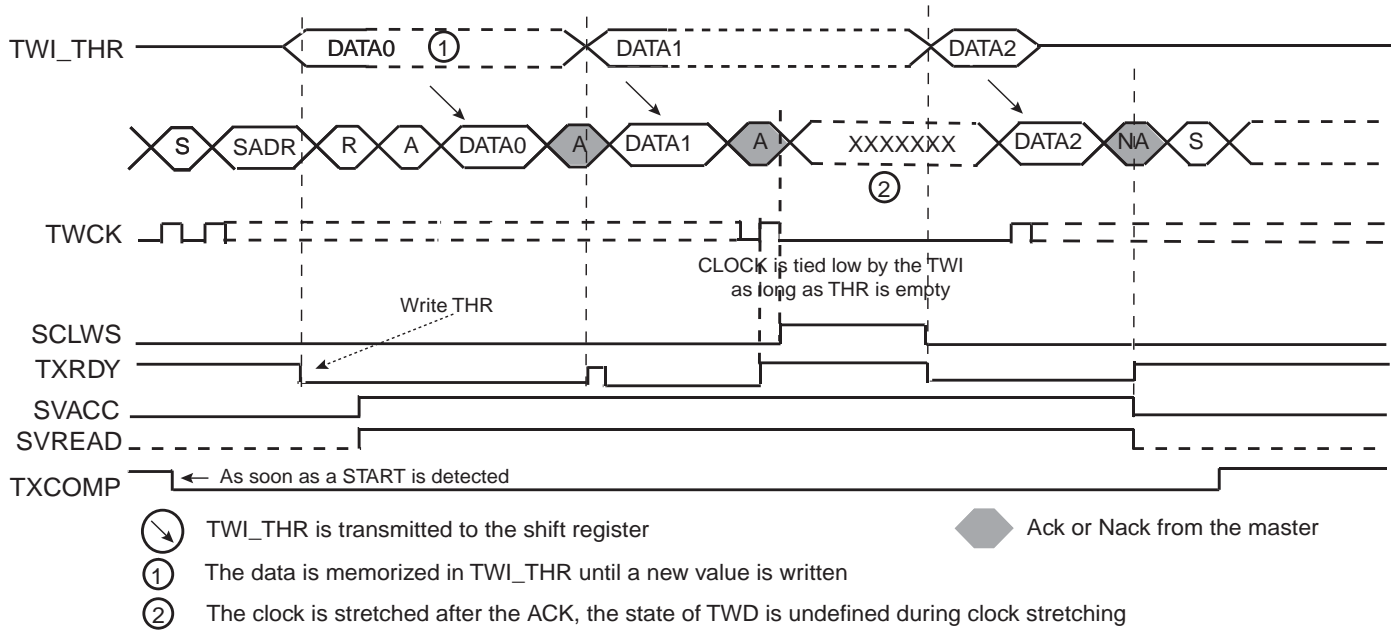 TWI_THR DATA0 1 DATA1 DATA2
S SADR R A DATA0 A DATA1 A XXXXXXX DATA2 NA S
2
TWCK
CLOCK is tied low by the TWI
as long as THR is empty
Write THR
SCLWS
TXRDY
SVACC
SVREAD
As soon as a START is detected
TXCOMP
TWI_THR is transmitted to the shift register
Ack or Nack from the master
1 The data is memorized in TWI_THR until a new value is written
2 The clock is stretched after the ACK, the state of TWD is undefined during clock stretching